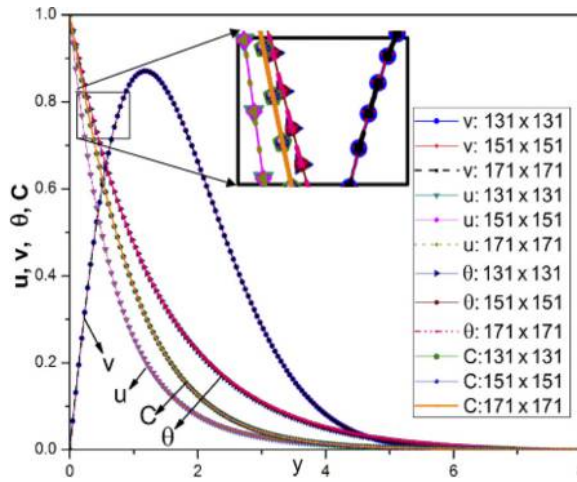 1.0
0.8
0.6
0.4
0.2
0.0
u, v, θ, C
v
u
C
θ
0
2
4
6
8
y
v: 131 x 131
v: 151 x 151
v: 171 x 171
u: 131 x 131
u: 151 x 151
u: 171 x 171
θ: 131 x 131
θ: 151 x 151
θ: 171 x 171
C:131 x 131
C:151 x 151
C:171 x 171